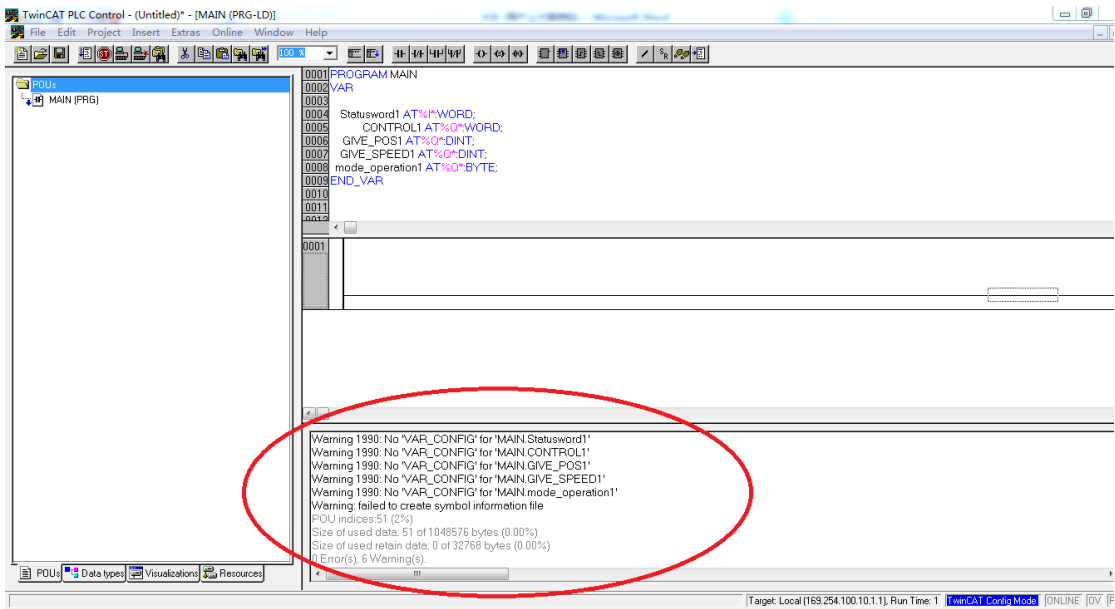 TwinCAT PLC Control - (Untitled)* - [MAIN (PRG-LD)]
File Edit Project Insert Extras Online Window Help
100 %
POUs
MAIN (PRG)
0001 PROGRAM MAIN
0002 VAR
0003
0004 Statusword1 AT%I*:WORD;
0005 CONTROL1 AT%Q*:WORD;
0006 GIVE_POS1 AT%Q*:DINT;
0007 GIVE_SPEED1 AT%Q*:DINT;
0008 mode_operation1 AT%Q*:BYTE;
0009 END_VAR
0010
0011
0012
0001
Warning 1990: No 'VAR_CONFIG' for 'MAIN.Statusword1'
Warning 1990: No 'VAR_CONFIG' for 'MAIN.CONTROL1'
Warning 1990: No 'VAR_CONFIG' for 'MAIN.GIVE_POS1'
Warning 1990: No 'VAR_CONFIG' for 'MAIN.GIVE_SPEED1'
Warning 1990: No 'VAR_CONFIG' for 'MAIN.mode_operation1'
Warning: failed to create symbol information file
POU indices:51 (2%)
Size of used data: 51 of 1048576 bytes (0.00%)
Size of used retain data: 0 of 32768 bytes (0.00%)
0 Error(s), 6 Warning(s).
POUs Data types Visualizations Resources
Target: Local (169.254.100.10.1.1), Run Time: 1 TwinCAT Config Mode ONLINE OV